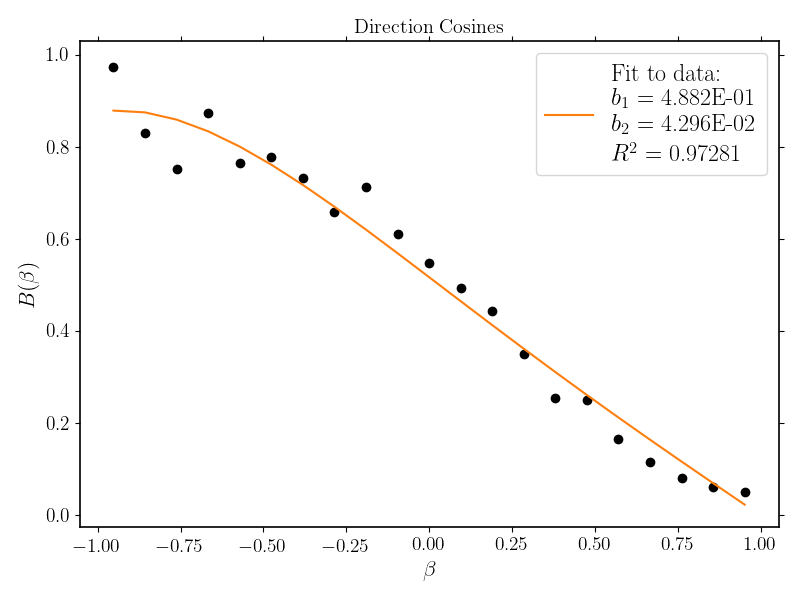 Direction Cosines
1.0
0.8
0.6
0.4
0.2
0.0
B(β)
Fit to data:
b₁ = 4.882E-01
b₂ = 4.296E-02
R² = 0.97281
−1.00 −0.75 −0.50 −0.25 0.00 0.25 0.50 0.75 1.00
β